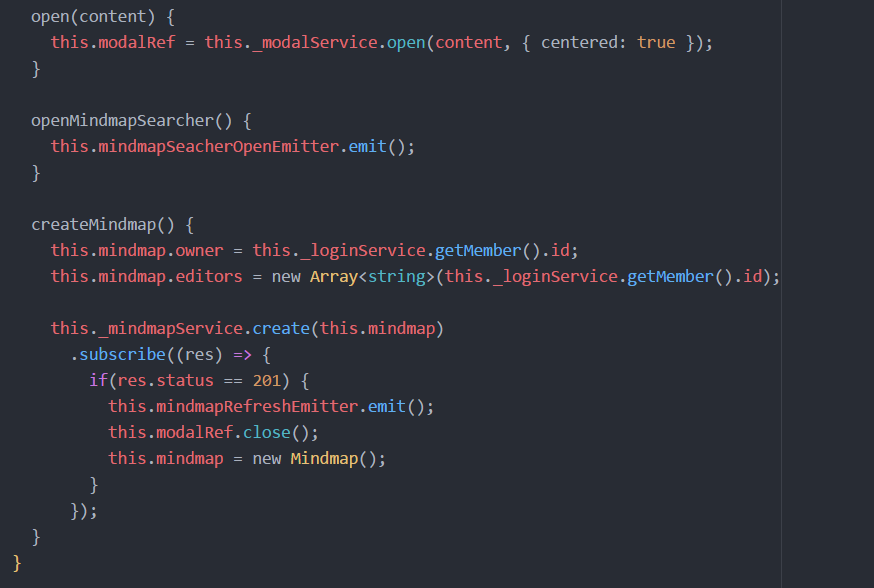 open(content) {
this.modalRef = this._modalService.open(content, { centered: true });
}
openMindmapSearcher() {
this.mindmapSeacherOpenEmitter.emit();
}
createMindmap() {
this.mindmap.owner = this._loginService.getMember().id;
this.mindmap.editors = new Array<string>(this._loginService.getMember().id);
this._mindmapService.create(this.mindmap)
.subscribe((res) => {
if(res.status == 201) {
this.mindmapRefreshEmitter.emit();
this.modalRef.close();
this.mindmap = new Mindmap();
}
});
}
}